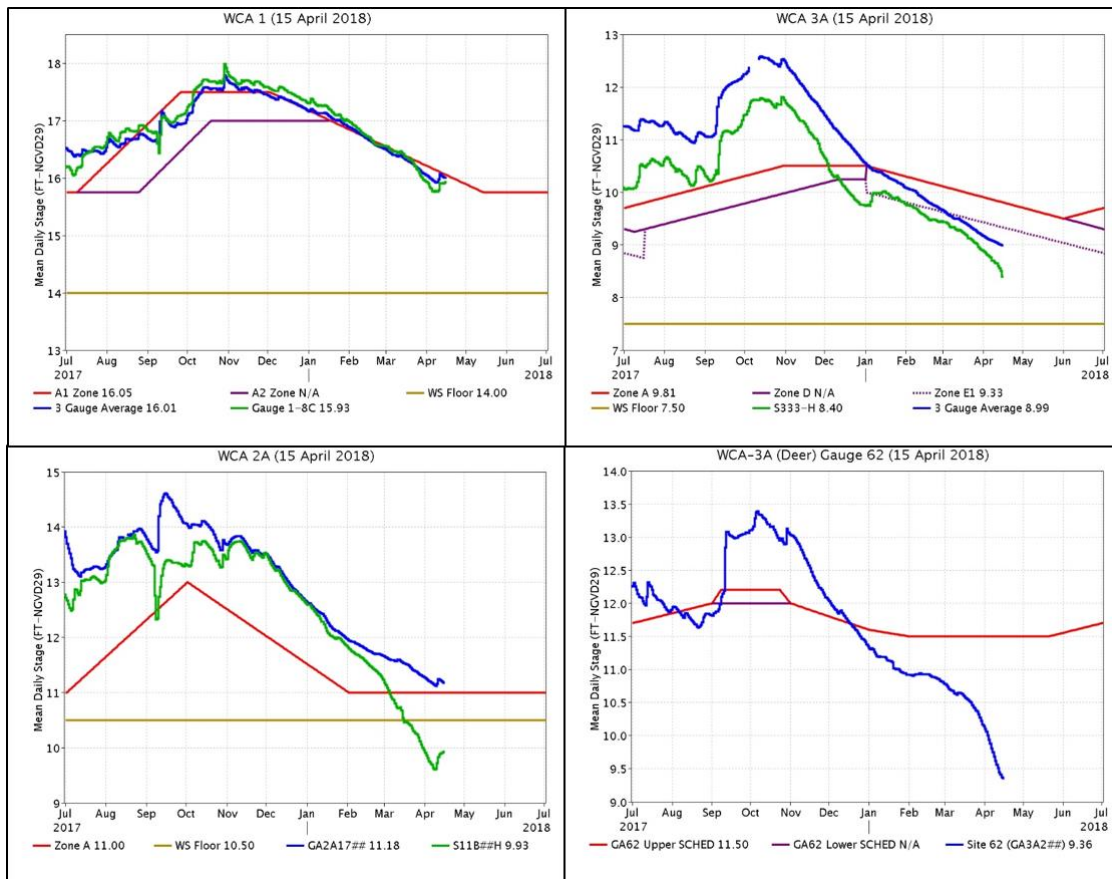 WCA 1 (15 April 2018)
Mean Daily Stage (FT-NGVD29)
18
17
16
15
14
13
Jul Aug Sep Oct Nov Dec Jan Feb Mar Apr May Jun Jul
2017 2018
A1 Zone 16.05 A2 Zone N/A WS Floor 14.00
3 Gauge Average 16.01 Gauge 1-8C 15.93
WCA 3A (15 April 2018)
Mean Daily Stage (FT-NGVD29)
13
12
11
10
9
8
7
Jul Aug Sep Oct Nov Dec Jan Feb Mar Apr May Jun Jul
2017 2018
Zone A 9.81 Zone D N/A Zone E1 9.33
WS Floor 7.50 S333-H 8.40 3 Gauge Average 8.99
WCA 2A (15 April 2018)
Mean Daily Stage (FT-NGVD29)
15
14
13
12
11
10
9
Jul Aug Sep Oct Nov Dec Jan Feb Mar Apr May Jun Jul
2017 2018
Zone A 11.00 WS Floor 10.50 GA2A17## 11.18 S11B##H 9.93
WCA-3A (Deer) Gauge 62 (15 April 2018)
Mean Daily Stage (FT-NGVD29)
14.0
13.5
13.0
12.5
12.0
11.5
11.0
10.5
10.0
9.5
9.0
Jul Aug Sep Oct Nov Dec Jan Feb Mar Apr May Jun Jul
2017 2018
GA62 Upper SCHED 11.50 GA62 Lower SCHED N/A Site 62 (GA3A2##) 9.36